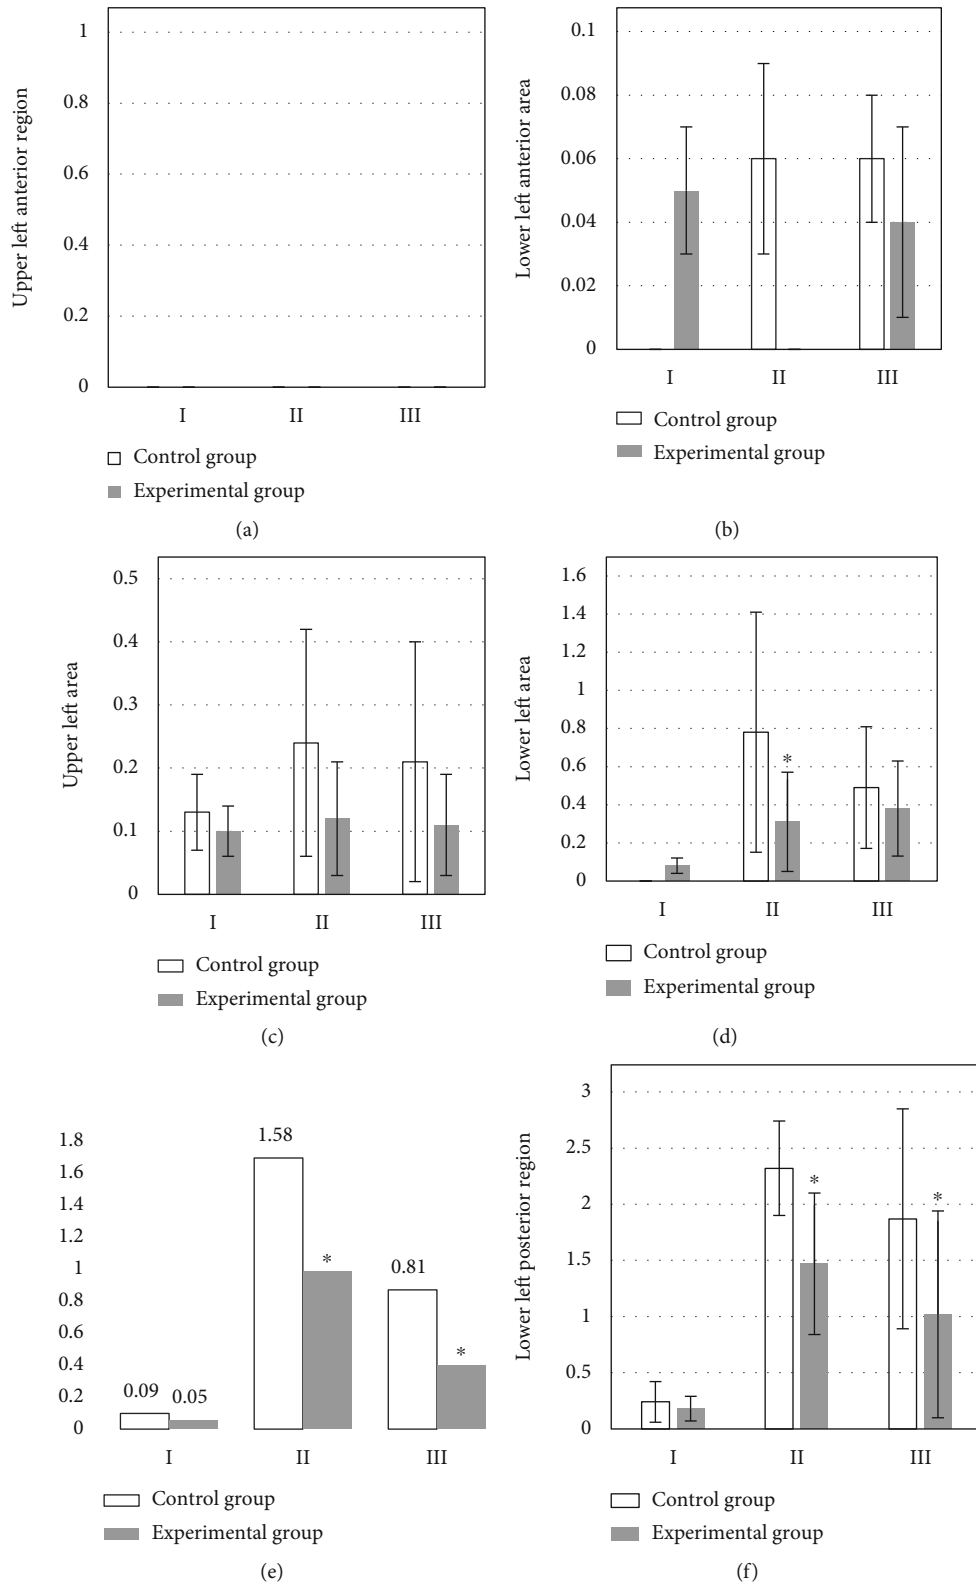 Upper left anterior region
1
0.8
0.6
0.4
0.2
0
I II III
Control group
Experimental group
(a)
Lower left anterior area
0.1
0.08
0.06
0.04
0.02
0
I II III
Control group
Experimental group
(b)
Upper left area
0.5
0.4
0.3
0.2
0.1
0
I II III
Control group
Experimental group
(c)
Lower left area
1.6
1.4
1.2
1
0.8
0.6
0.4
0.2
0
*
I II III
Control group
Experimental group
(d)
1.8
1.6
1.4
1.2
1
0.8
0.6
0.4
0.2
0
0.09 0.05
1.58
*
0.81
*
I II III
Control group
Experimental group
(e)
Lower left posterior region
3
2.5
2
1.5
1
0.5
0
*
*
I II III
Control group
Experimental group
(f)